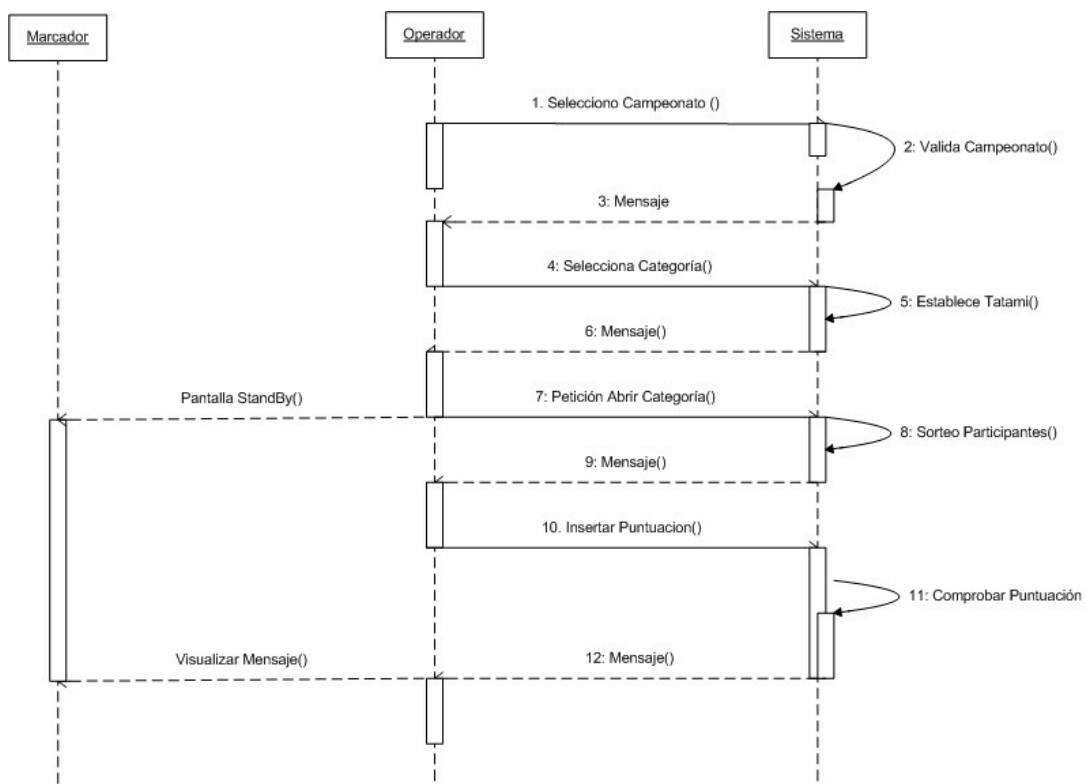 Marcador
Operador
Sistema
1. Selecciono Campeonato ()
2: Valida Campeonato()
3: Mensaje
4: Selecciona Categoría()
5: Establece Tatami()
6: Mensaje()
Pantalla StandBy()
7: Petición Abrir Categoría()
8: Sorteo Participantes()
9: Mensaje()
10. Insertar Puntuacion()
11: Comprobar Puntuación
Visualizar Mensaje()
12: Mensaje()